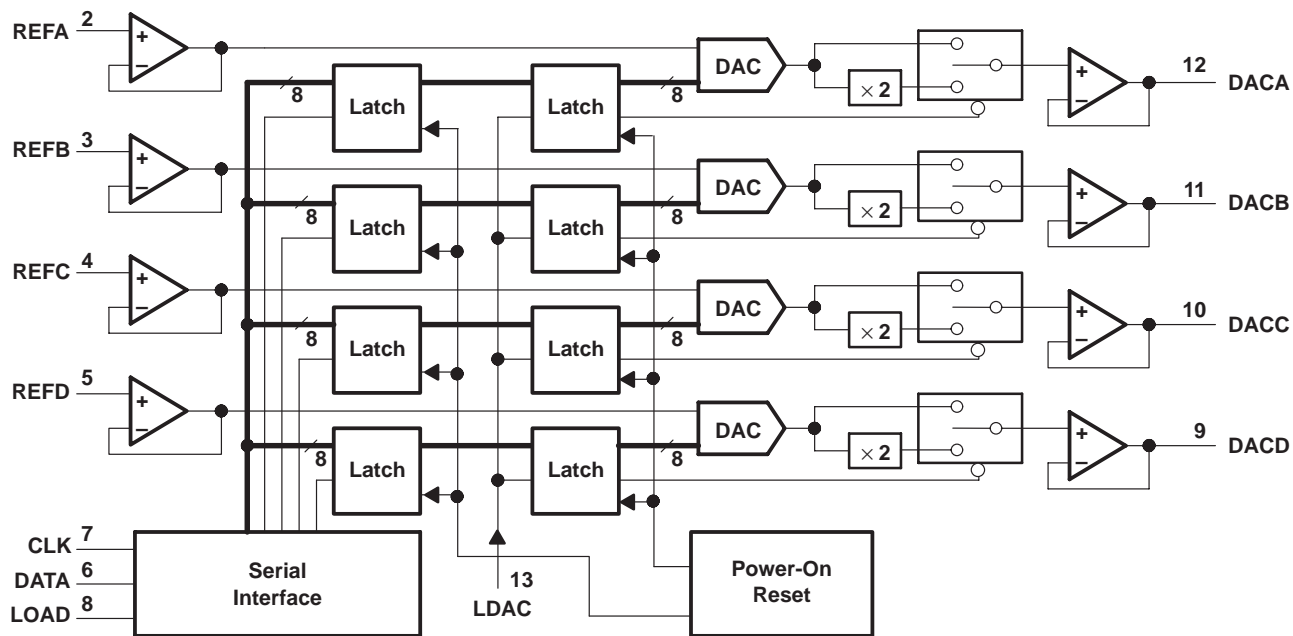 REFA 2
+
−
8
Latch
Latch
8
DAC
× 2
+
−
12
DACA
REFB 3
+
−
8
Latch
Latch
8
DAC
× 2
+
−
11
DACB
REFC 4
+
−
8
Latch
Latch
8
DAC
× 2
+
−
10
DACC
REFD 5
+
−
8
Latch
Latch
8
DAC
× 2
+
−
9
DACD
CLK 7
DATA 6
LOAD 8
Serial
Interface
13
LDAC
Power-On
Reset